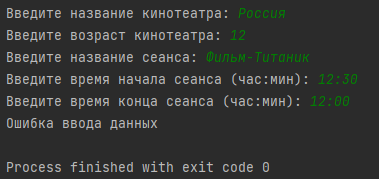 Введите название кинотеатра: Россия
Введите возраст кинотеатра: 12
Введите название сеанса: Фильм-Титаник
Введите время начала сеанса (час:мин): 12:30
Введите время конца сеанса (час:мин): 12:00
Ошибка ввода данных
Process finished with exit code 0